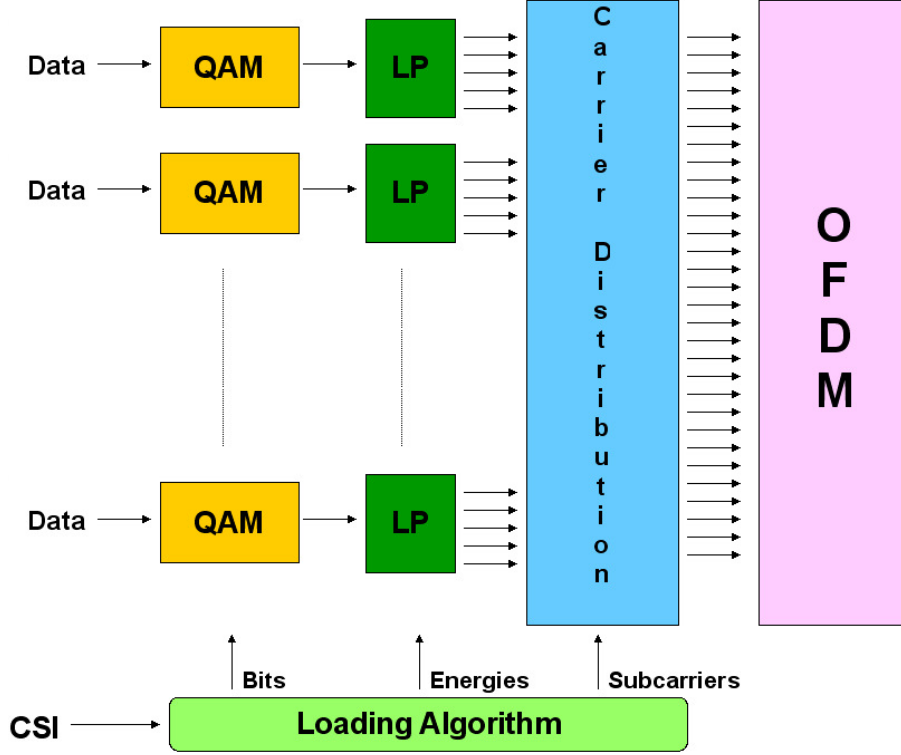 Data
QAM
LP
Data
QAM
LP
Data
QAM
LP
Carrier Distribution
OFDM
Bits
Energies
Subcarriers
CSI
Loading Algorithm